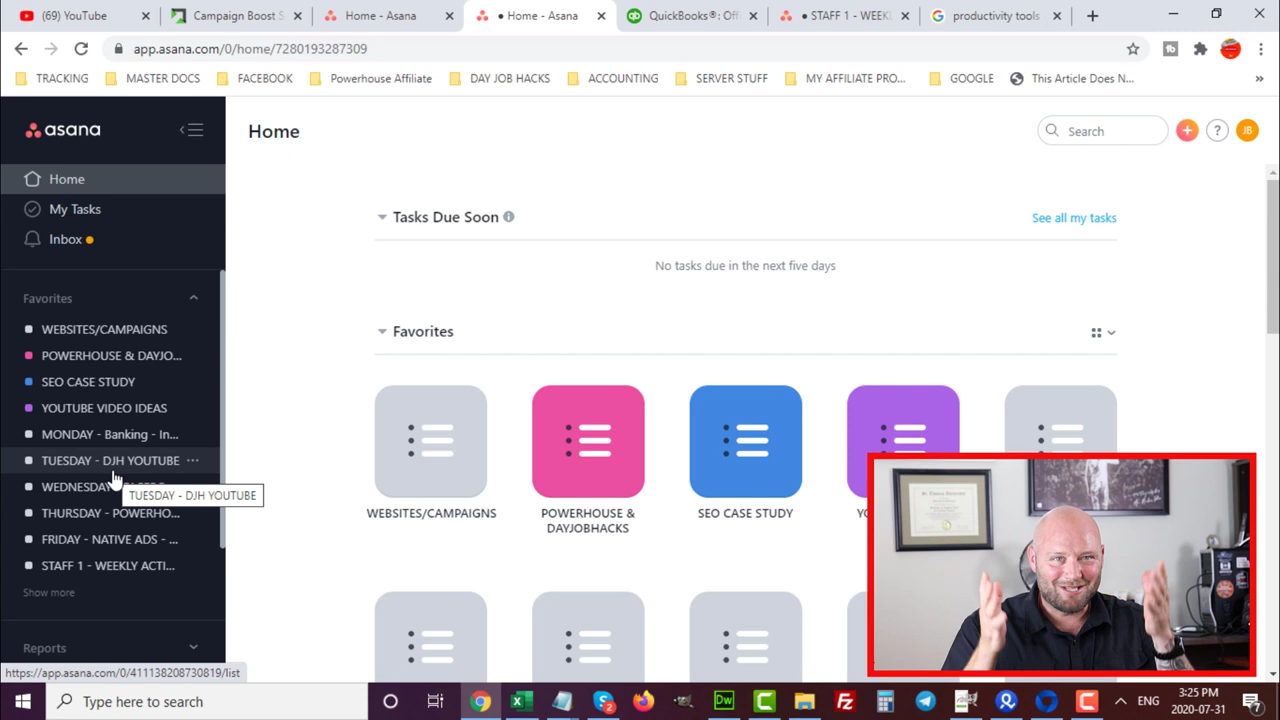 (60) YouTube
Campaign Boost S
Home - Asana
• Home - Asana
QuickBooks®: Off
• STAFF 1 - WEEKL
productivity tools
app.asana.com/0/home/7280193287309
TRACKING
MASTER DOCS
FACEBOOK
Powerhouse Affiliate
DAY JOB HACKS
ACCOUNTING
SERVER STUFF
MY AFFILIATE PRO...
GOOGLE
This Article Does N...
»
asana
Home
Search
?
JB
Home
My Tasks
Inbox
Tasks Due Soon
See all my tasks
No tasks due in the next five days
Favorites
WEBSITES/CAMPAIGNS
POWERHOUSE & DAYJO...
SEO CASE STUDY
YOUTUBE VIDEO IDEAS
MONDAY - Banking - In...
TUESDAY - DJH YOUTUBE ...
WEDNESDAY
TUESDAY - DJH YOUTUBE
THURSDAY - POWERHO...
FRIDAY - NATIVE ADS - ...
STAFF 1 - WEEKLY ACTI...
Show more
Reports
Favorites
WEBSITES/CAMPAIGNS
POWERHOUSE &
DAYJOBHACKS
SEO CASE STUDY
https://app.asana.com/0/411138208730819/list
Type here to search
2
Dw
ENG
3:25 PM
2020-07-31
7